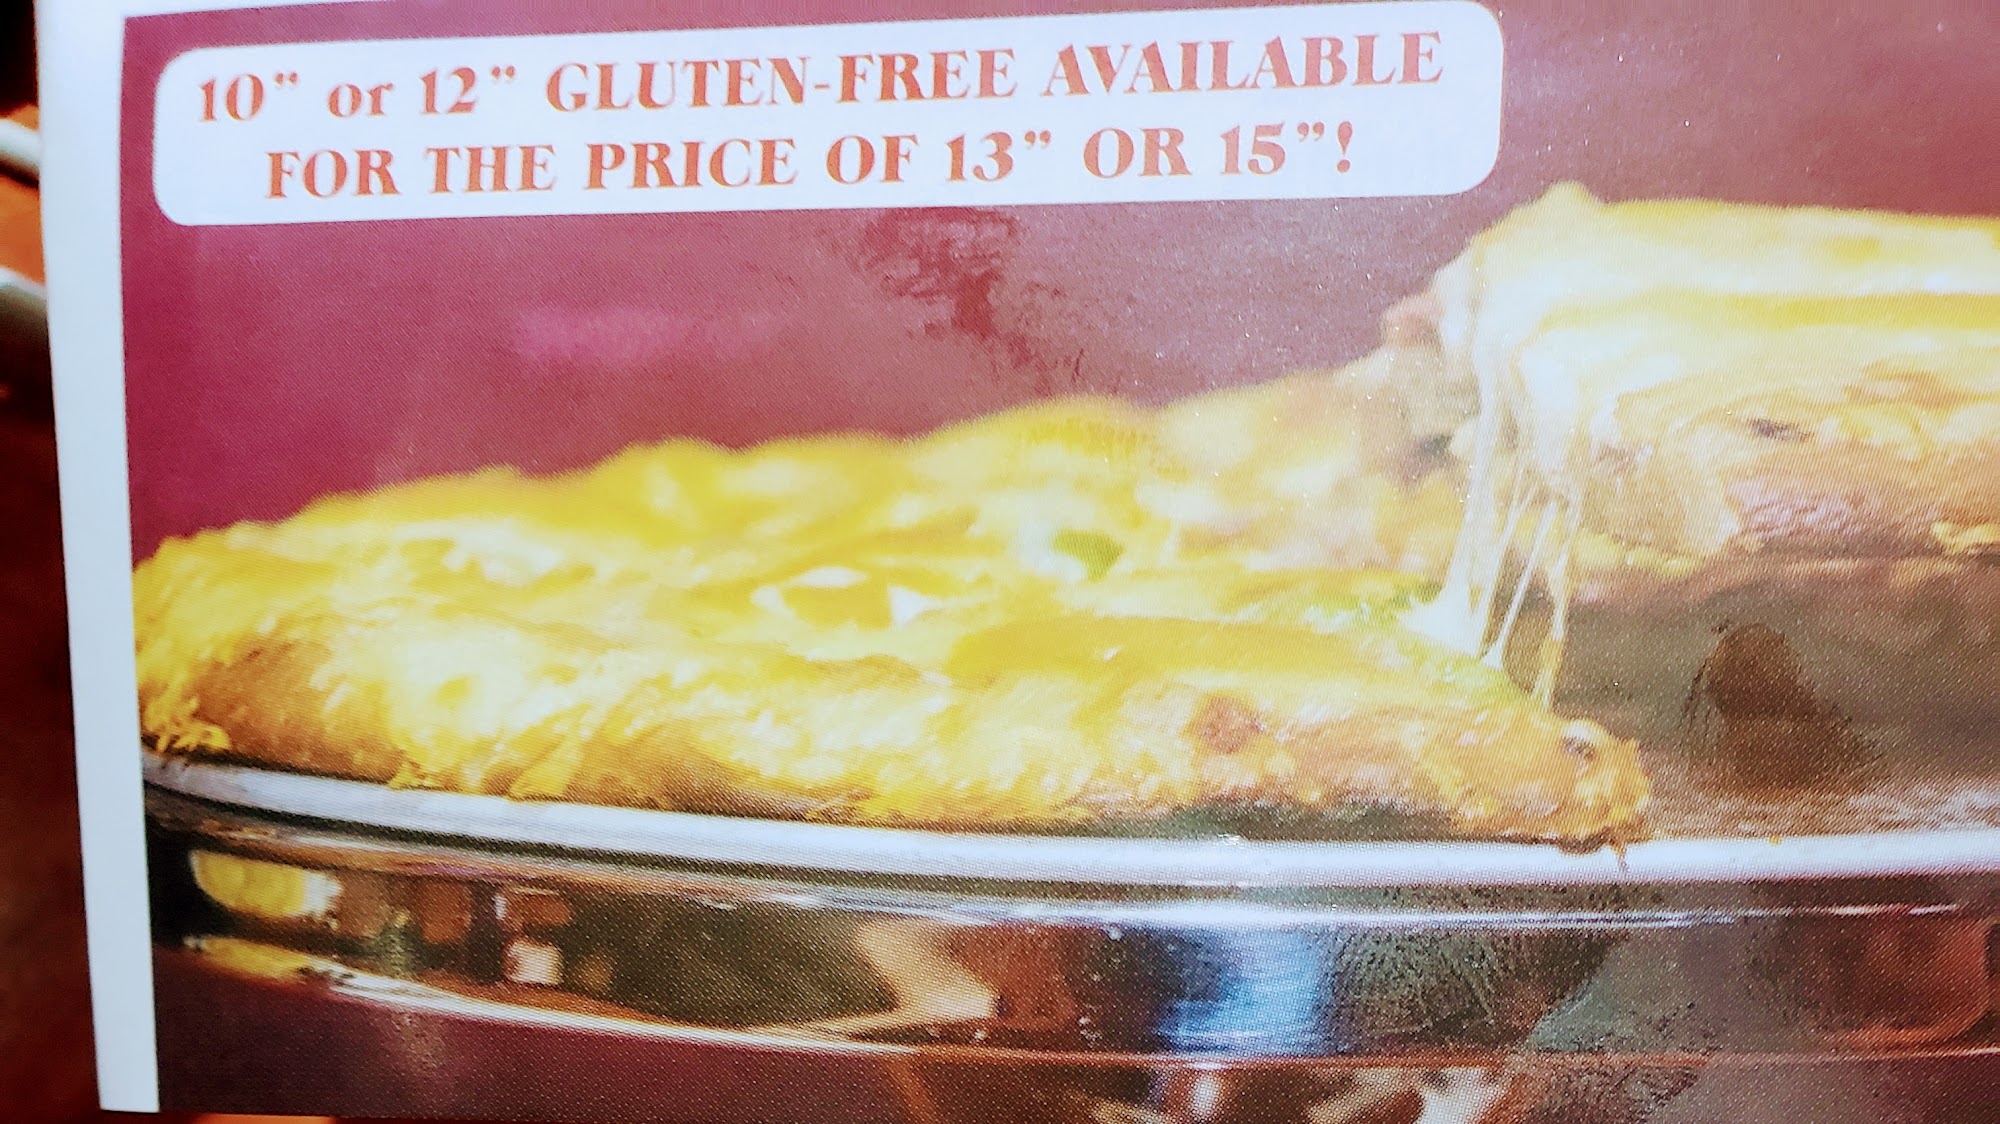 10” or 12” GLUTEN-FREE AVAILABLE
FOR THE PRICE OF 13” OR 15”!